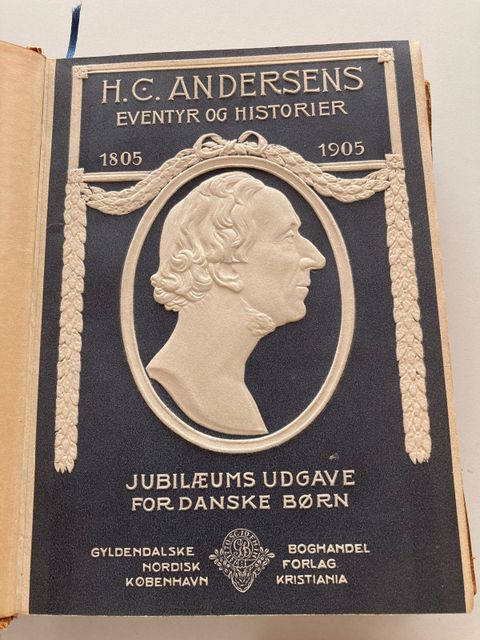 H.C. ANDERSENS
EVENTYR OG HISTORIER
1805 1905
JUBILÆUMS UDGAVE
FOR DANSKE BØRN
GYLDENDALSKE BOGHANDEL
NORDISK FORLAG
KØBENHAVN KRISTIANIA